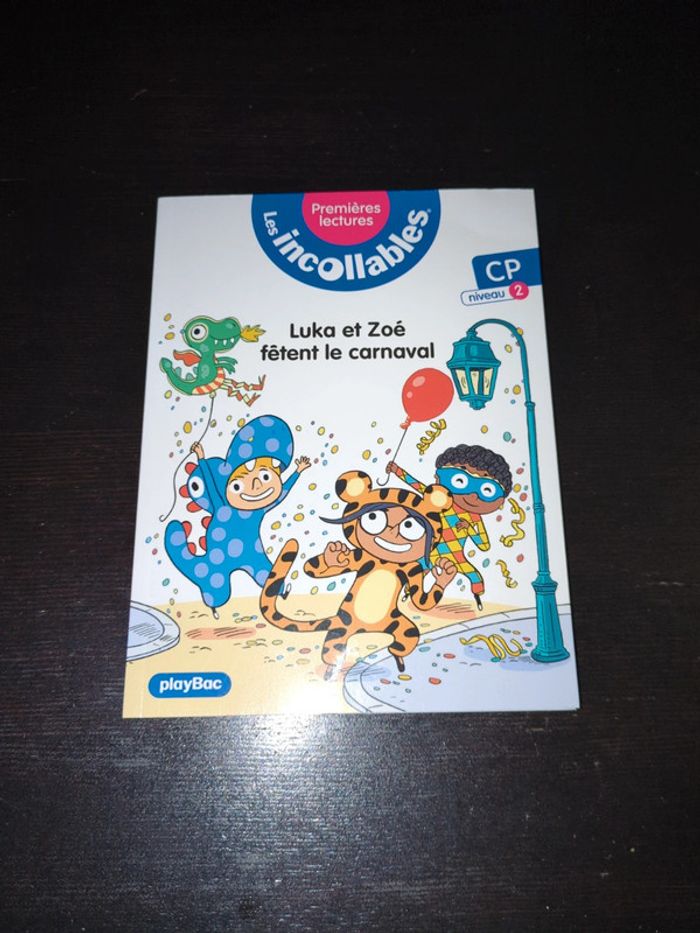 Premières
lectures
Les
incollables®
CP
niveau 2
Luka et Zoé
fêtent le carnaval
playBac